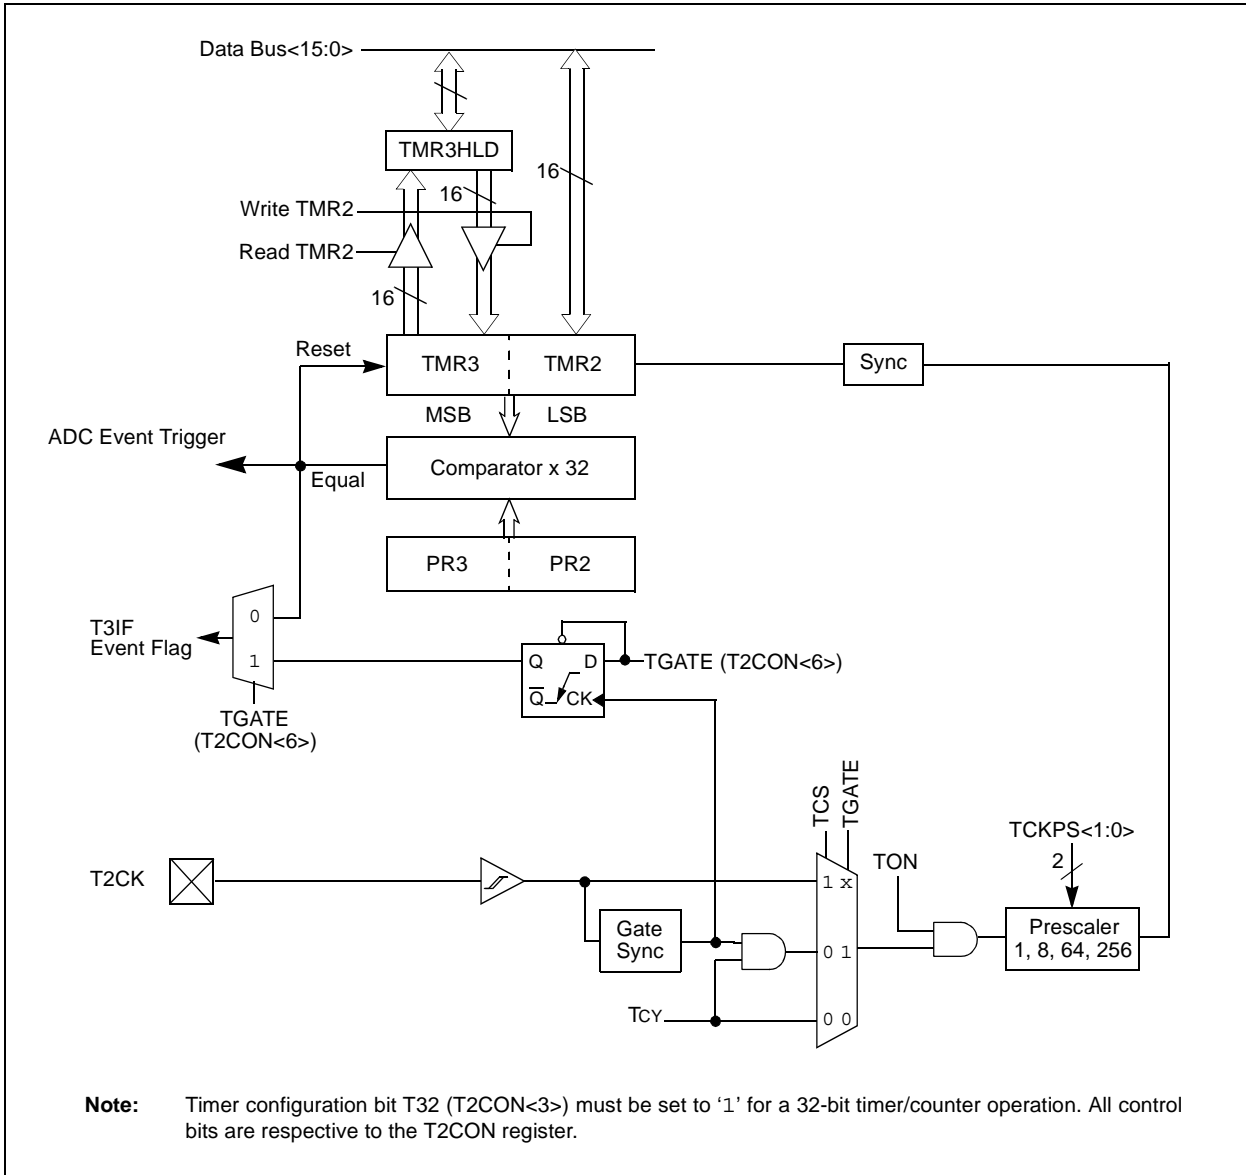 Data Bus<15:0>
TMR3HLD
16
16
Write TMR2
Read TMR2
16
Reset
TMR3
TMR2
Sync
MSB
LSB
ADC Event Trigger
Equal
Comparator x 32
PR3
PR2
0
T3IF
Event Flag
1
Q
D
TGATE (T2CON<6>)
Q
CK
TGATE
(T2CON<6>)
TCS
TGATE
TCKPS<1:0>
2
TON
T2CK
1 x
Gate
Sync
0 1
Prescaler
1, 8, 64, 256
TCY
0 0
Note: Timer configuration bit T32 (T2CON<3>) must be set to ‘1’ for a 32-bit timer/counter operation. All control
bits are respective to the T2CON register.